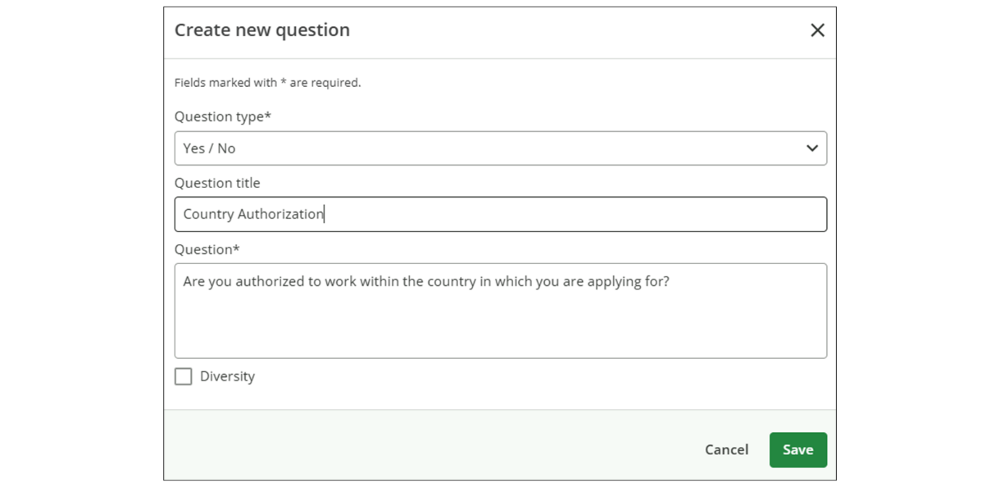 Create new question
Fields marked with * are required.
Question type*
Yes / No
Question title
Country Authorization
Question*
Are you authorized to work within the country in which you are applying for?
Diversity
Cancel
Save